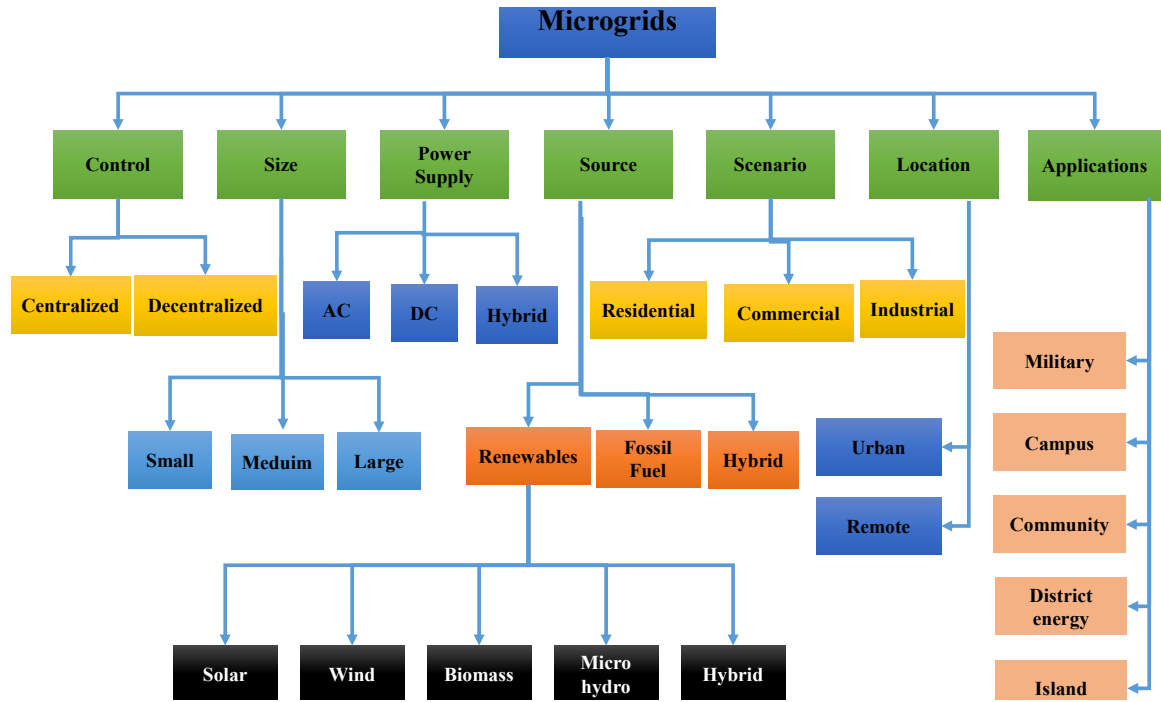 Microgrids
Control
Size
Power
Supply
Source
Scenario
Location
Applications
Centralized
Decentralized
AC
DC
Hybrid
Residential
Commercial
Industrial
Small
Meduim
Large
Renewables
Fossil
Fuel
Hybrid
Urban
Remote
Military
Campus
Community
District
energy
Island
Solar
Wind
Biomass
Micro
hydro
Hybrid